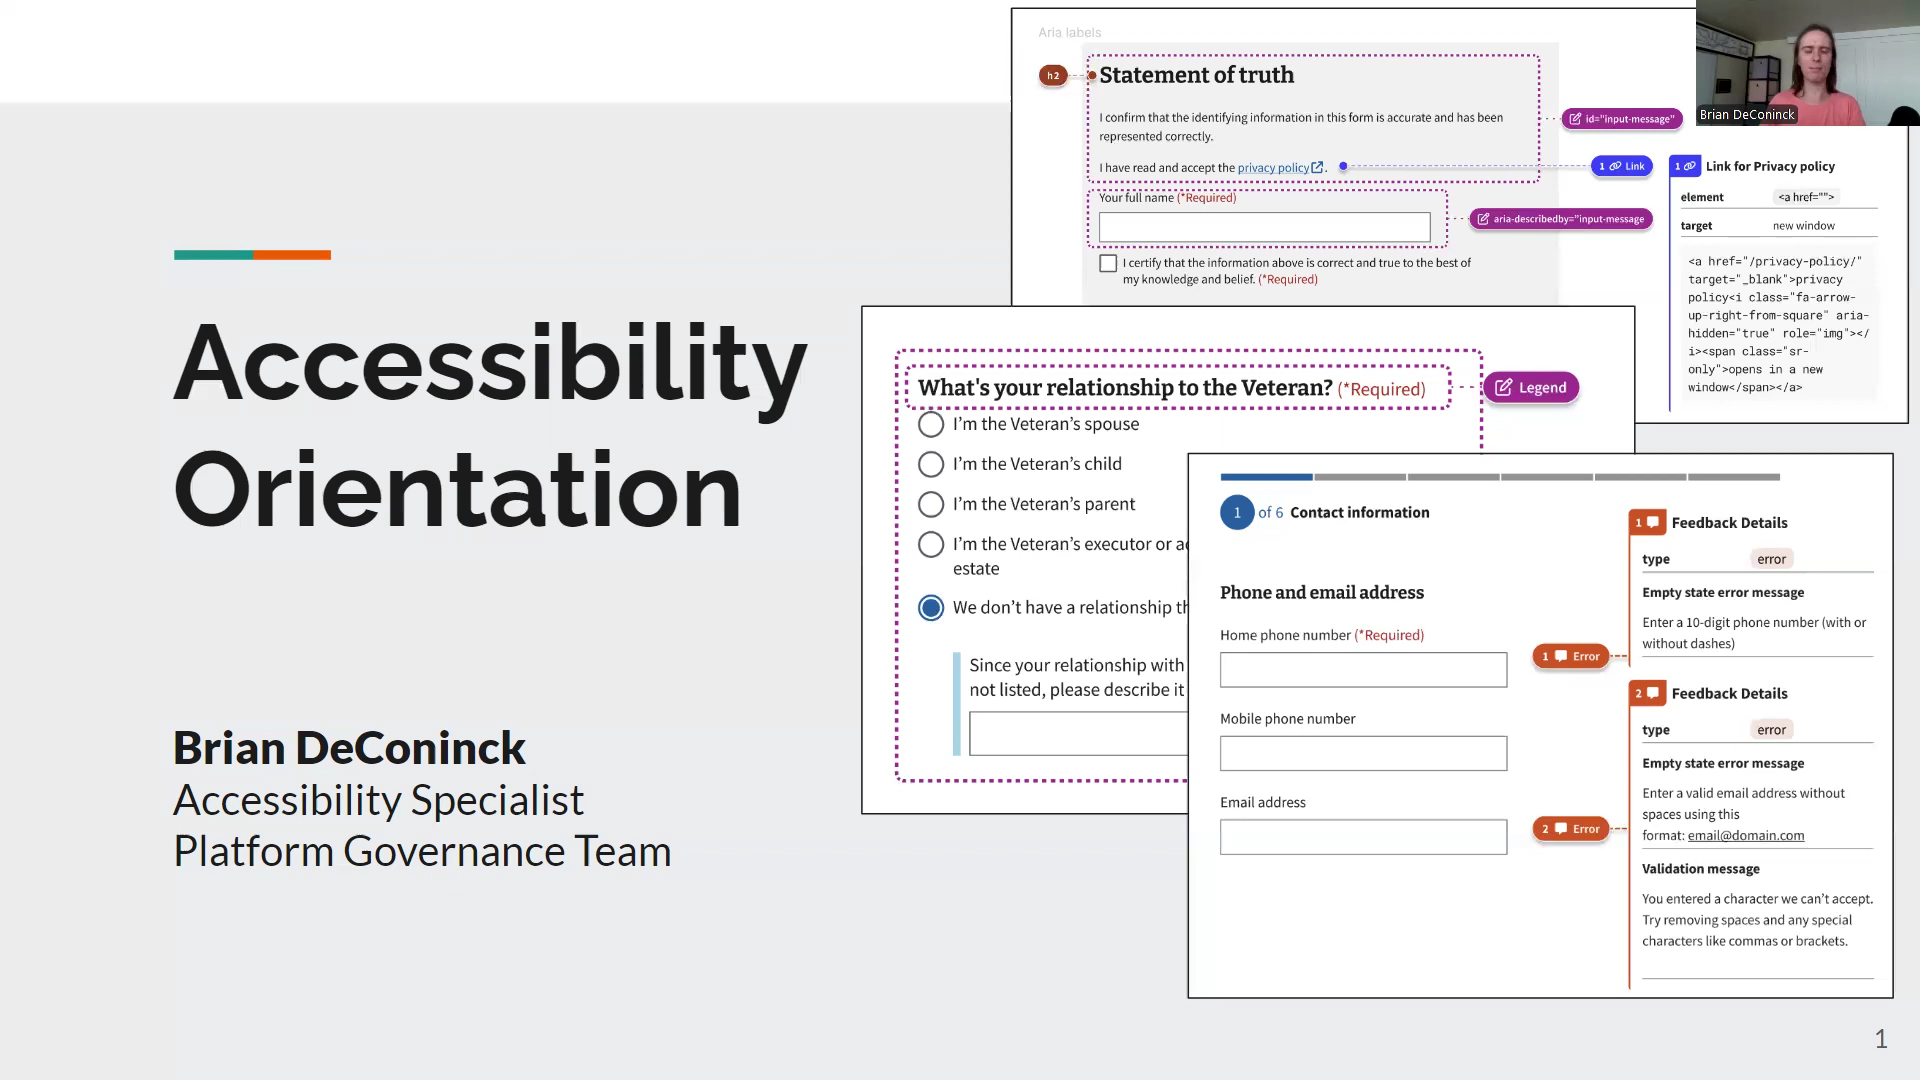 Accessibility
Orientation
Brian DeConinck
Accessibility Specialist
Platform Governance Team
Aria labels
h2
Statement of truth
I confirm that the identifying information in this form is accurate and has been
represented correctly.
I have read and accept the privacy policy.
Your full name (*Required)
I certify that the information above is correct and true to the best of
my knowledge and belief. (*Required)
id="input-message"
1 Link
aria-describedby="input-message
Brian DeConinck
1 Link for Privacy policy
element <a href="">
target new window
<a href="/privacy-policy/"
target="_blank">privacy
policy<i class="fa-arrow-
up-right-from-square" aria-
hidden="true" role="img"></
i><span class="sr-
only">opens in a new
window</span></a>
What's your relationship to the Veteran? (*Required)
Legend
I'm the Veteran's spouse
I'm the Veteran's child
I'm the Veteran's parent
I'm the Veteran's executor or
estate
We don't have a relationship
Since your relationship with
not listed, please describe it
1 of 6 Contact information
Phone and email address
Home phone number (*Required)
Mobile phone number
Email address
1 Error
2 Error
1 Feedback Details
type error
Empty state error message
Enter a 10-digit phone number (with or
without dashes)
2 Feedback Details
type error
Empty state error message
Enter a valid email address without
spaces using this
format: email@domain.com
Validation message
You entered a character we can't accept.
Try removing spaces and any special
characters like commas or brackets.
1